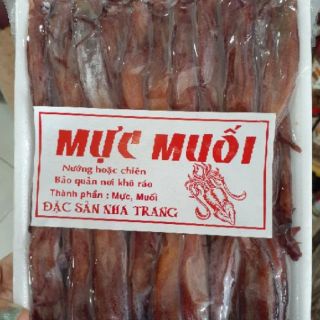 MỰC MUỐI
Nướng hoặc chiên
Bảo quản nơi khô ráo
Thành phần : Mực, Muối
ĐẶC SẢN NHA TRANG